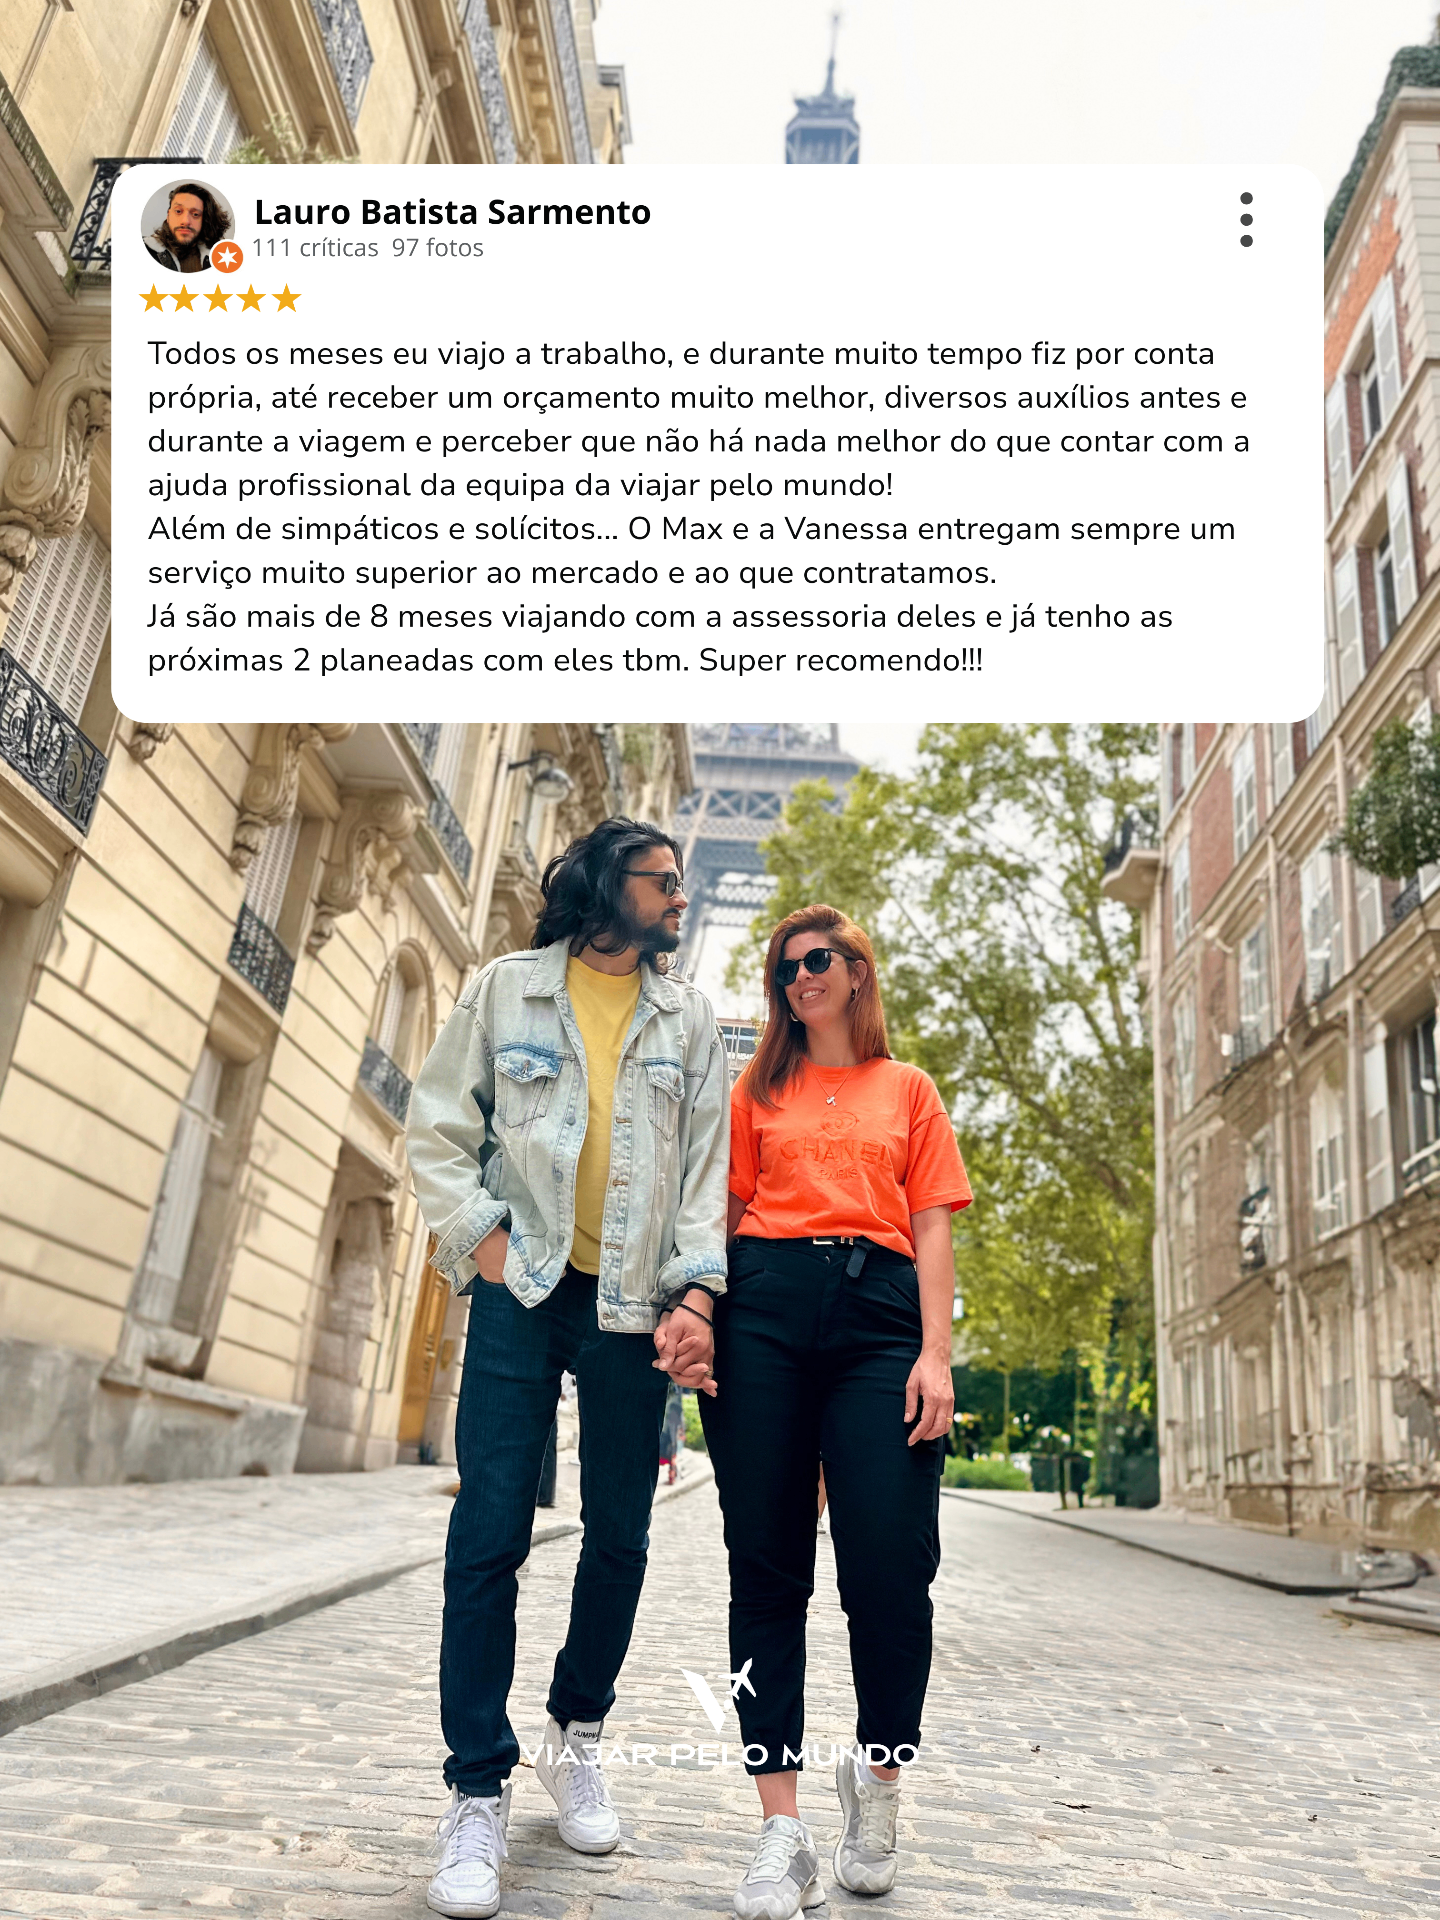 Lauro Batista Sarmento
111 críticas 97 fotos
Todos os meses eu viajo a trabalho, e durante muito tempo fiz por conta
própria, até receber um orçamento muito melhor, diversos auxílios antes e
durante a viagem e perceber que não há nada melhor do que contar com a
ajuda profissional da equipa da viajar pelo mundo!
Além de simpáticos e solícitos... O Max e a Vanessa entregam sempre um
serviço muito superior ao mercado e ao que contratamos.
Já são mais de 8 meses viajando com a assessoria deles e já tenho as
próximas 2 planeadas com eles tbm. Super recomendo!!!
CHANEL
PARIS
VIAJAR PELO MUNDO